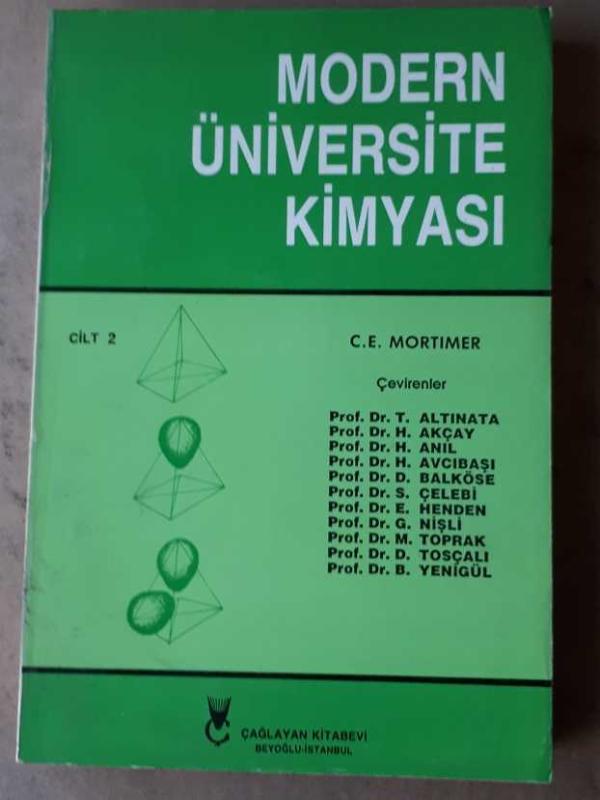 MODERN
ÜNİVERSİTE
KİMYASI
CİLT 2
C.E. MORTIMER
Çevirenler
Prof. Dr. T. ALTINATA
Prof. Dr. H. AKÇAY
Prof. Dr. H. ANIL
Prof. Dr. H. AVCIBAŞI
Prof. Dr. D. BALKÖSE
Prof. Dr. S. ÇELEBİ
Prof. Dr. E. HENDEN
Prof. Dr. G. NİŞLİ
Prof. Dr. M. TOPRAK
Prof. Dr. D. TOSÇALI
Prof. Dr. B. YENİGÜL
ÇAĞLAYAN KİTABEVİ
BEYOĞLU-İSTANBUL